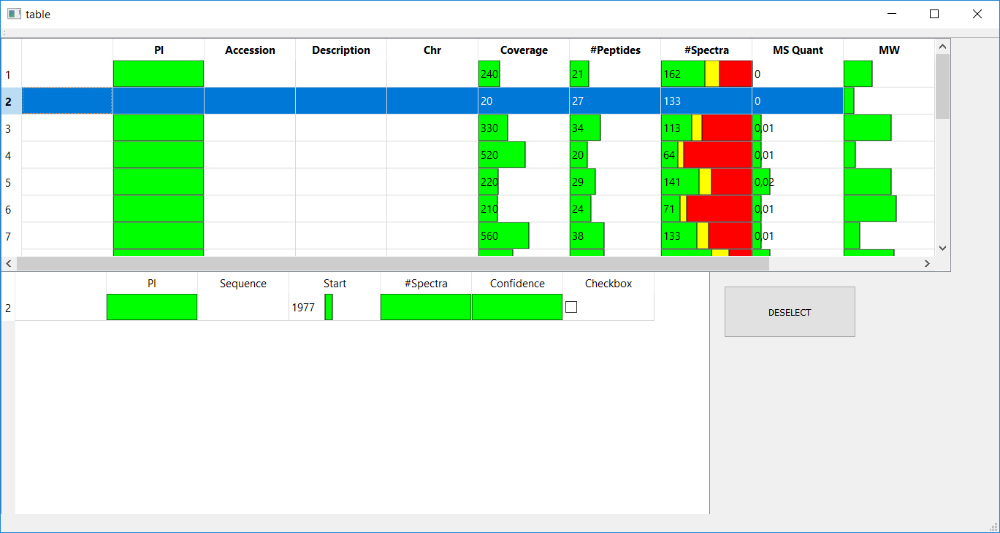 table
PI Accession Description Chr Coverage #Peptides #Spectra MS Quant MW
1 240 21 162 0
2 20 27 133 0
3 330 34 113 0,01
4 520 20 64 0,01
5 220 29 141 0,02
6 210 24 71 0,01
7 560 38 133 0,01
PI Sequence Start #Spectra Confidence Checkbox
2 1977
DESELECT